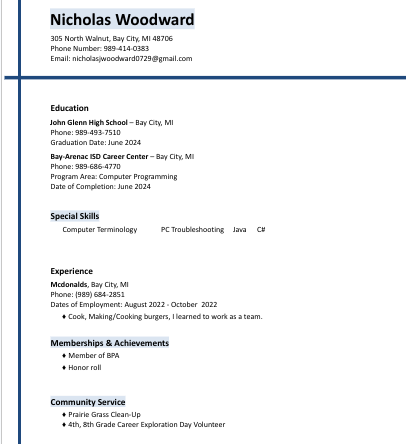 Nicholas Woodward
305 North Walnut, Bay City, MI 48706
Phone Number: 989-414-0383
Email: nicholasjwoodward0729@gmail.com
Education
John Glenn High School – Bay City, MI
Phone: 989-493-7510
Graduation Date: June 2024
Bay-Arenac ISD Career Center – Bay City, MI
Phone: 989-686-4770
Program Area: Computer Programming
Date of Completion: June 2024
Special Skills
Computer Terminology PC Troubleshooting Java C#
Experience
Mcdonalds, Bay City, MI
Phone: (989) 684-2851
Dates of Employment: August 2022 - October 2022
♦ Cook, Making/Cooking burgers, I learned to work as a team.
Memberships & Achievements
♦ Member of BPA
♦ Honor roll
Community Service
♦ Prairie Grass Clean-Up
♦ 4th, 8th Grade Career Exploration Day Volunteer